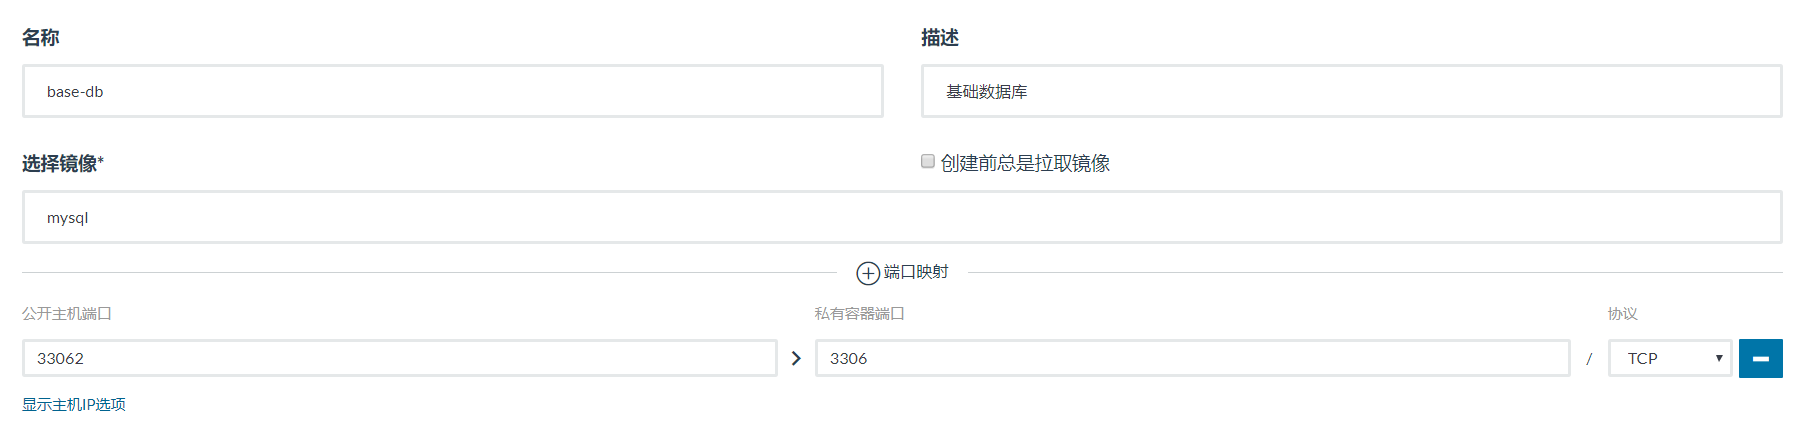 名称 描述
base-db 基础数据库
选择镜像* 创建前总是拉取镜像
mysql
端口映射
公开主机端口 私有容器端口 协议
33062 3306 / TCP
显示主机IP选项